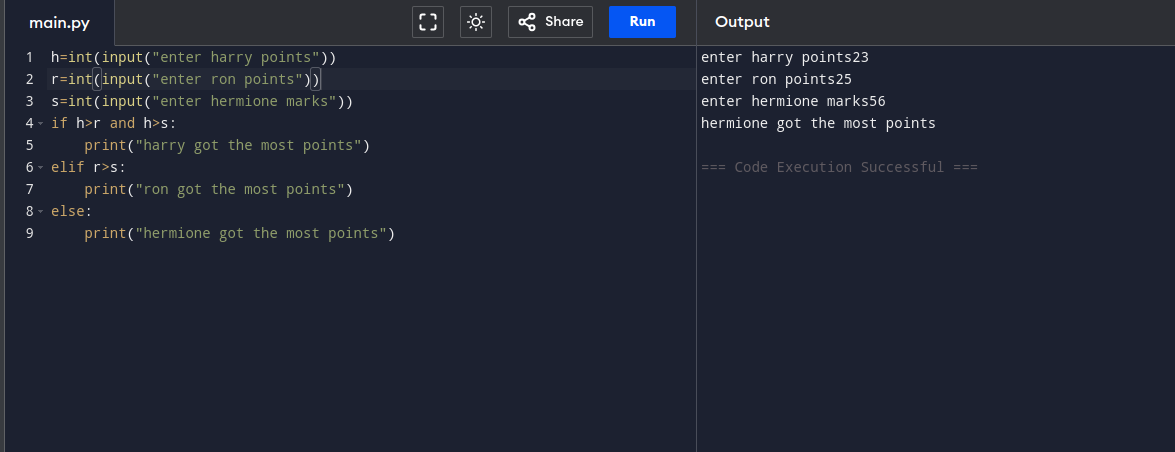 main.py
Share
Run
Output
1 h=int(input("enter harry points"))
2 r=int(input("enter ron points"))
3 s=int(input("enter hermione marks"))
4 if h>r and h>s:
5     print("harry got the most points")
6 elif r>s:
7     print("ron got the most points")
8 else:
9     print("hermione got the most points")
enter harry points23
enter ron points25
enter hermione marks56
hermione got the most points
=== Code Execution Successful ===